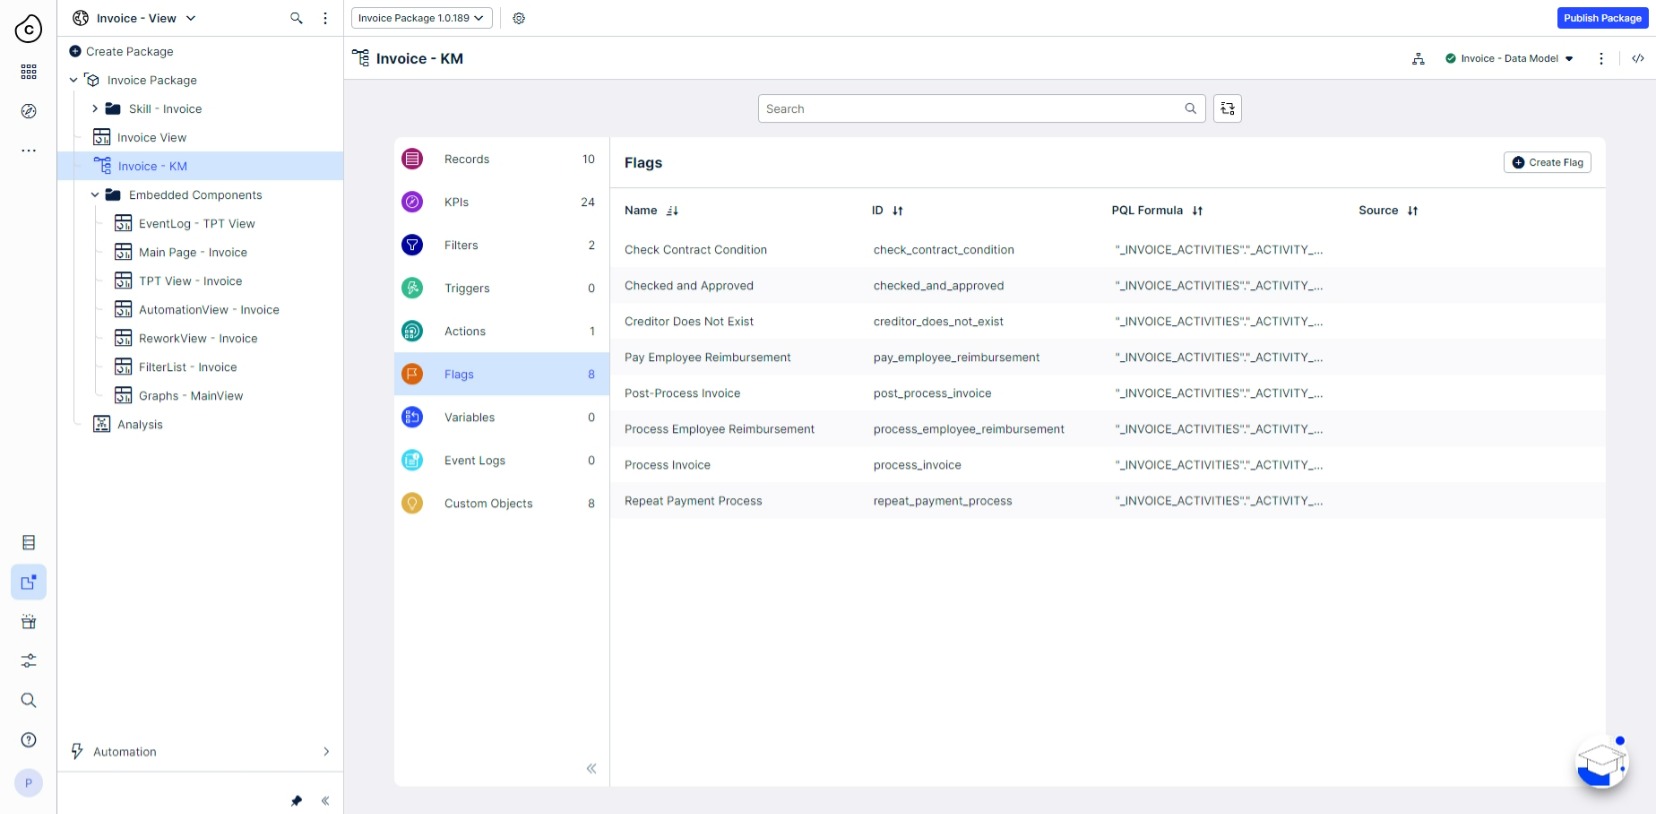 Invoice - View
Invoice Package 1.0.189
Publish Package
Create Package
Invoice Package
Skill - Invoice
Invoice View
Invoice - KM
Embedded Components
EventLog - TPT View
Main Page - Invoice
TPT View - Invoice
AutomationView - Invoice
ReworkView - Invoice
FilterList - Invoice
Graphs - MainView
Analysis
Automation
P
Invoice - KM
Invoice - Data Model
Search
Records 10
KPIs 24
Filters 2
Triggers 0
Actions 1
Flags 8
Variables 0
Event Logs 0
Custom Objects 8
Flags
Create Flag
Name ID PQL Formula Source
Check Contract Condition check_contract_condition "_INVOICE_ACTIVITIES"."_ACTIVITY_...
Checked and Approved checked_and_approved "_INVOICE_ACTIVITIES"."_ACTIVITY_...
Creditor Does Not Exist creditor_does_not_exist "_INVOICE_ACTIVITIES"."_ACTIVITY_...
Pay Employee Reimbursement pay_employee_reimbursement "_INVOICE_ACTIVITIES"."_ACTIVITY_...
Post-Process Invoice post_process_invoice "_INVOICE_ACTIVITIES"."_ACTIVITY_...
Process Employee Reimbursement process_employee_reimbursement "_INVOICE_ACTIVITIES"."_ACTIVITY_...
Process Invoice process_invoice "_INVOICE_ACTIVITIES"."_ACTIVITY_...
Repeat Payment Process repeat_payment_process "_INVOICE_ACTIVITIES"."_ACTIVITY_...